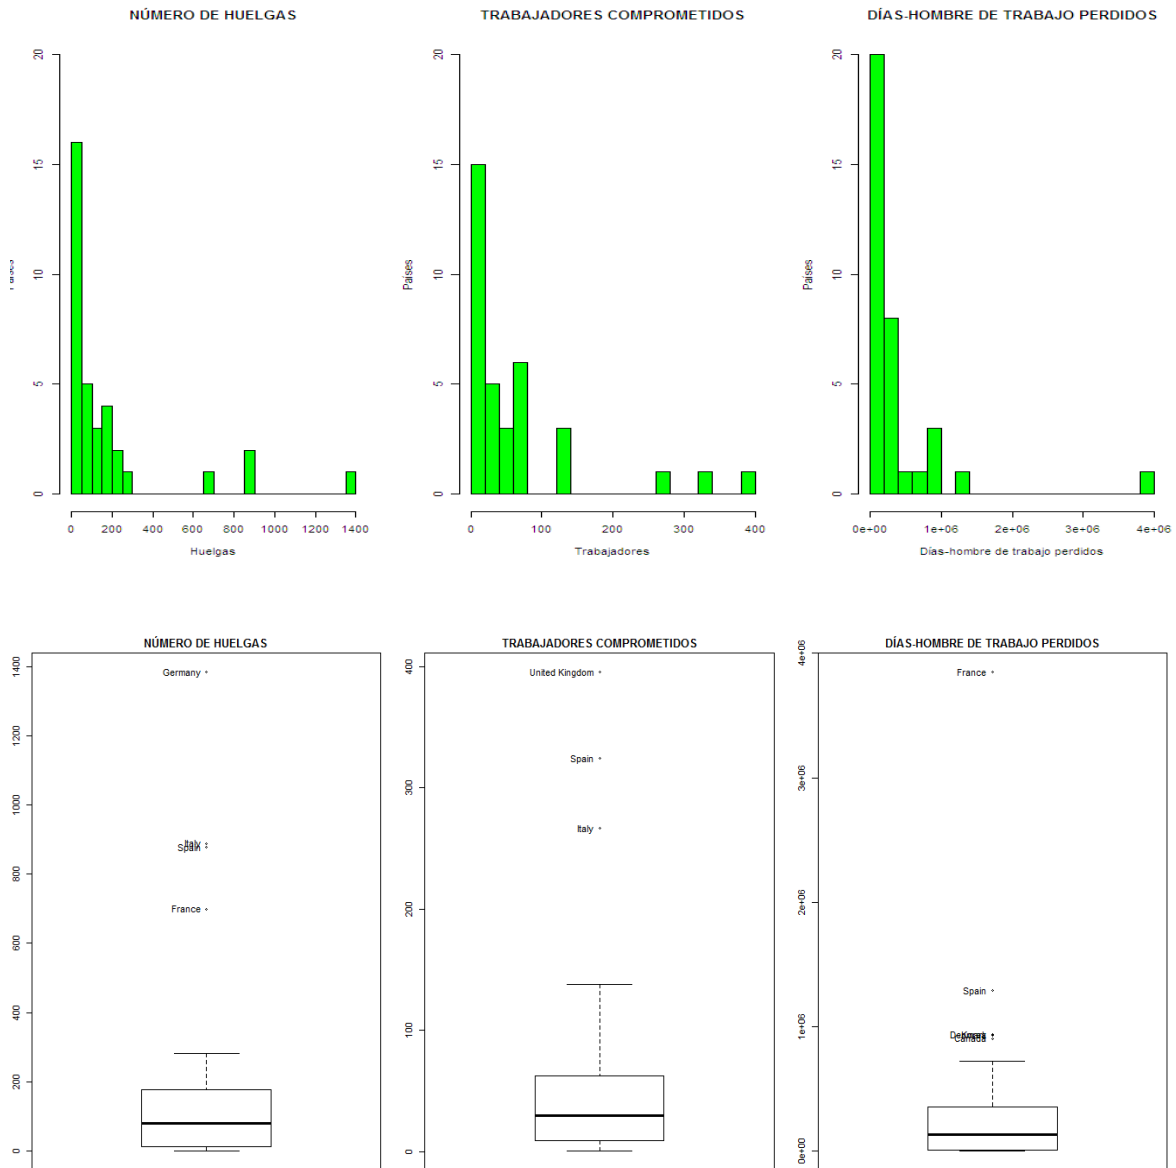 NÚMERO DE HUELGAS
TRABAJADORES COMPROMETIDOS
DÍAS-HOMBRE DE TRABAJO PERDIDOS
20
15
10
5
0
Países
0 200 400 600 800 1000 1200 1400
Huelgas
20
15
10
5
0
Países
0 100 200 300 400
Trabajadores
20
15
10
5
0
Países
0e+00 1e+06 2e+06 3e+06 4e+06
Días-hombre de trabajo perdidos
NÚMERO DE HUELGAS
1400
1200
1000
800
600
400
200
0
Germany
Italy
Spain
France
TRABAJADORES COMPROMETIDOS
400
300
200
100
0
United Kingdom
Spain
Italy
DÍAS-HOMBRE DE TRABAJO PERDIDOS
4e+06
3e+06
2e+06
1e+06
0e+00
France
Spain
Canada